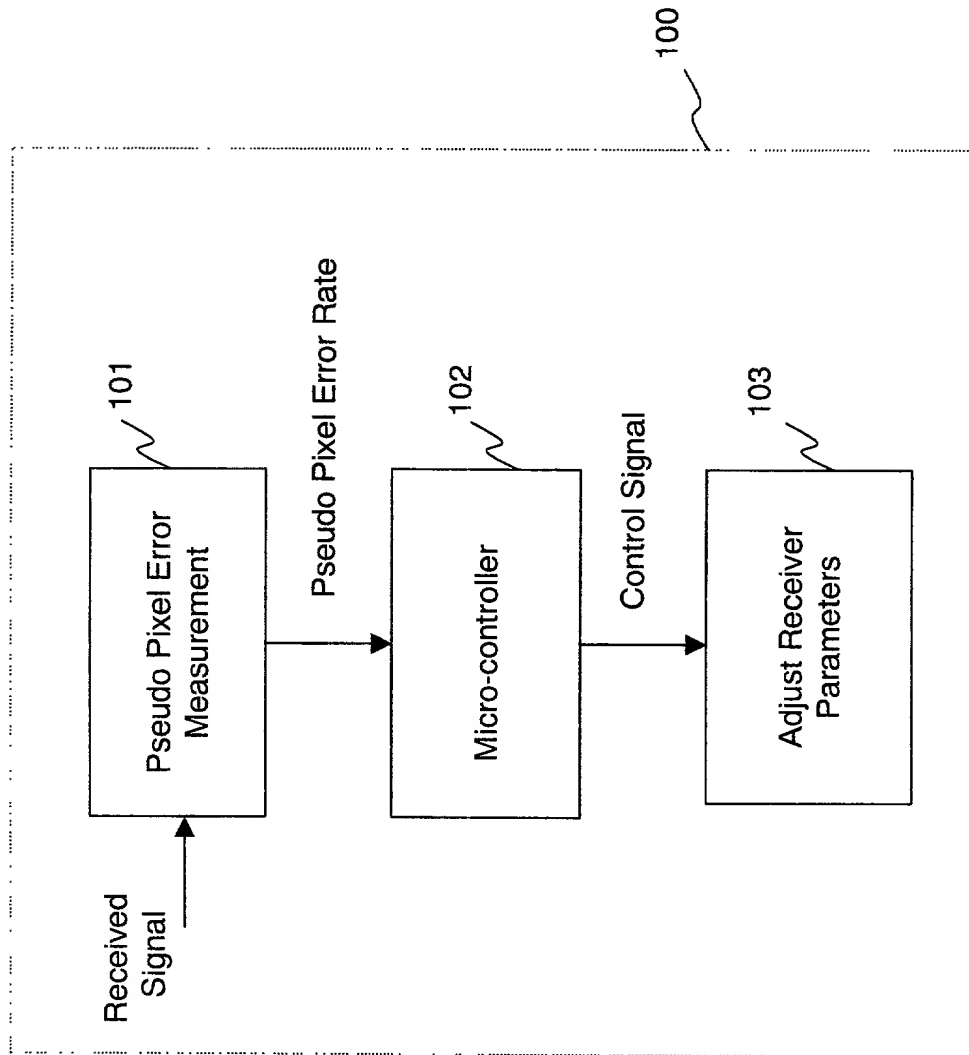 Received
Signal
Pseudo Pixel Error
Measurement
101
Pseudo Pixel Error Rate
Micro-controller
102
Control Signal
Adjust Receiver
Parameters
103
100